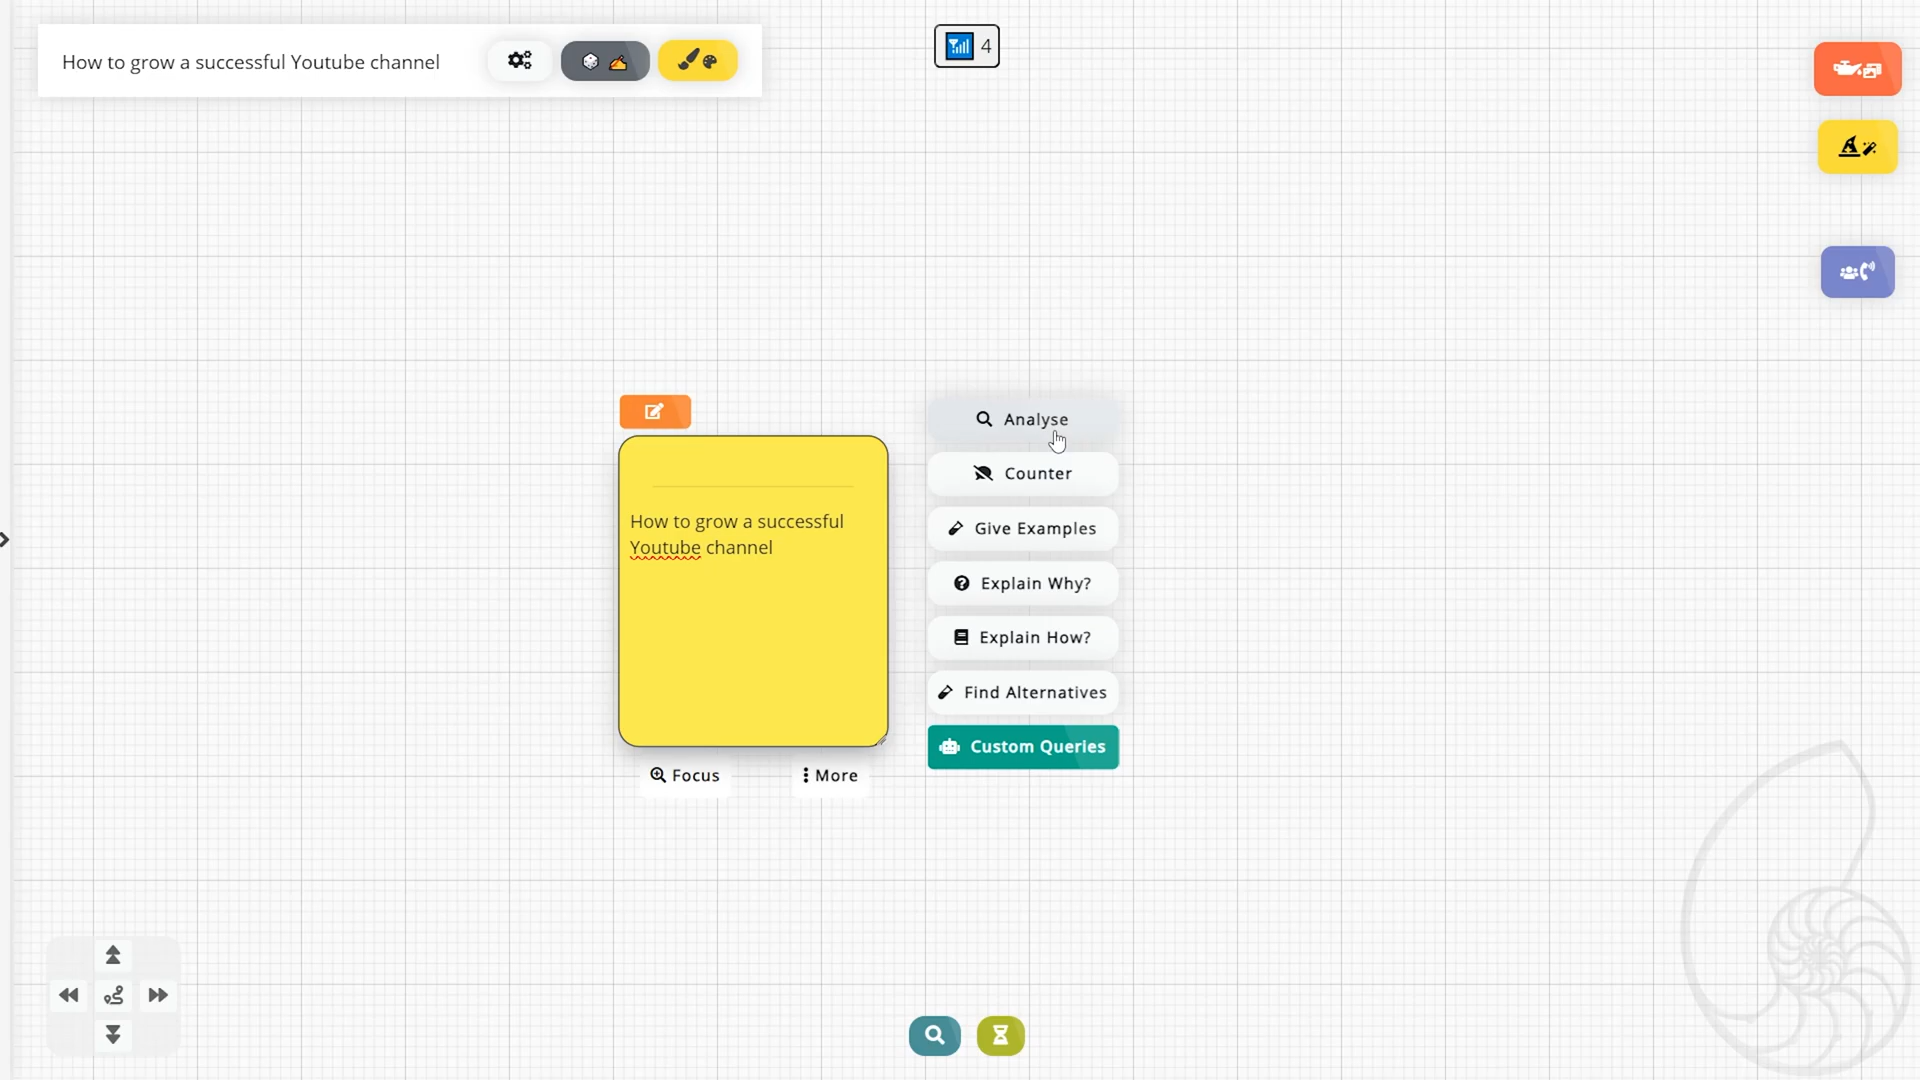 How to grow a successful Youtube channel
4
Analyse
Counter
How to grow a successful
Youtube channel
Give Examples
Explain Why?
Explain How?
Find Alternatives
Custom Queries
Focus
More